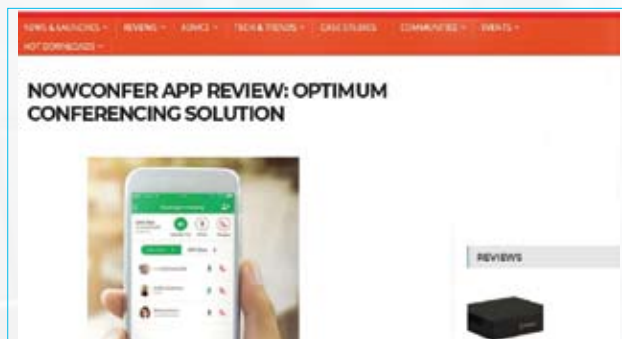 NEWS & LAUNCHES REVIEWS ADVICE TECH & TRENDS CASE STUDIES COMMUNITIES EVENTS
HOT DOWNLOADS
NOWCONFER APP REVIEW: OPTIMUM
CONFERENCING SOLUTION
REVIEWS